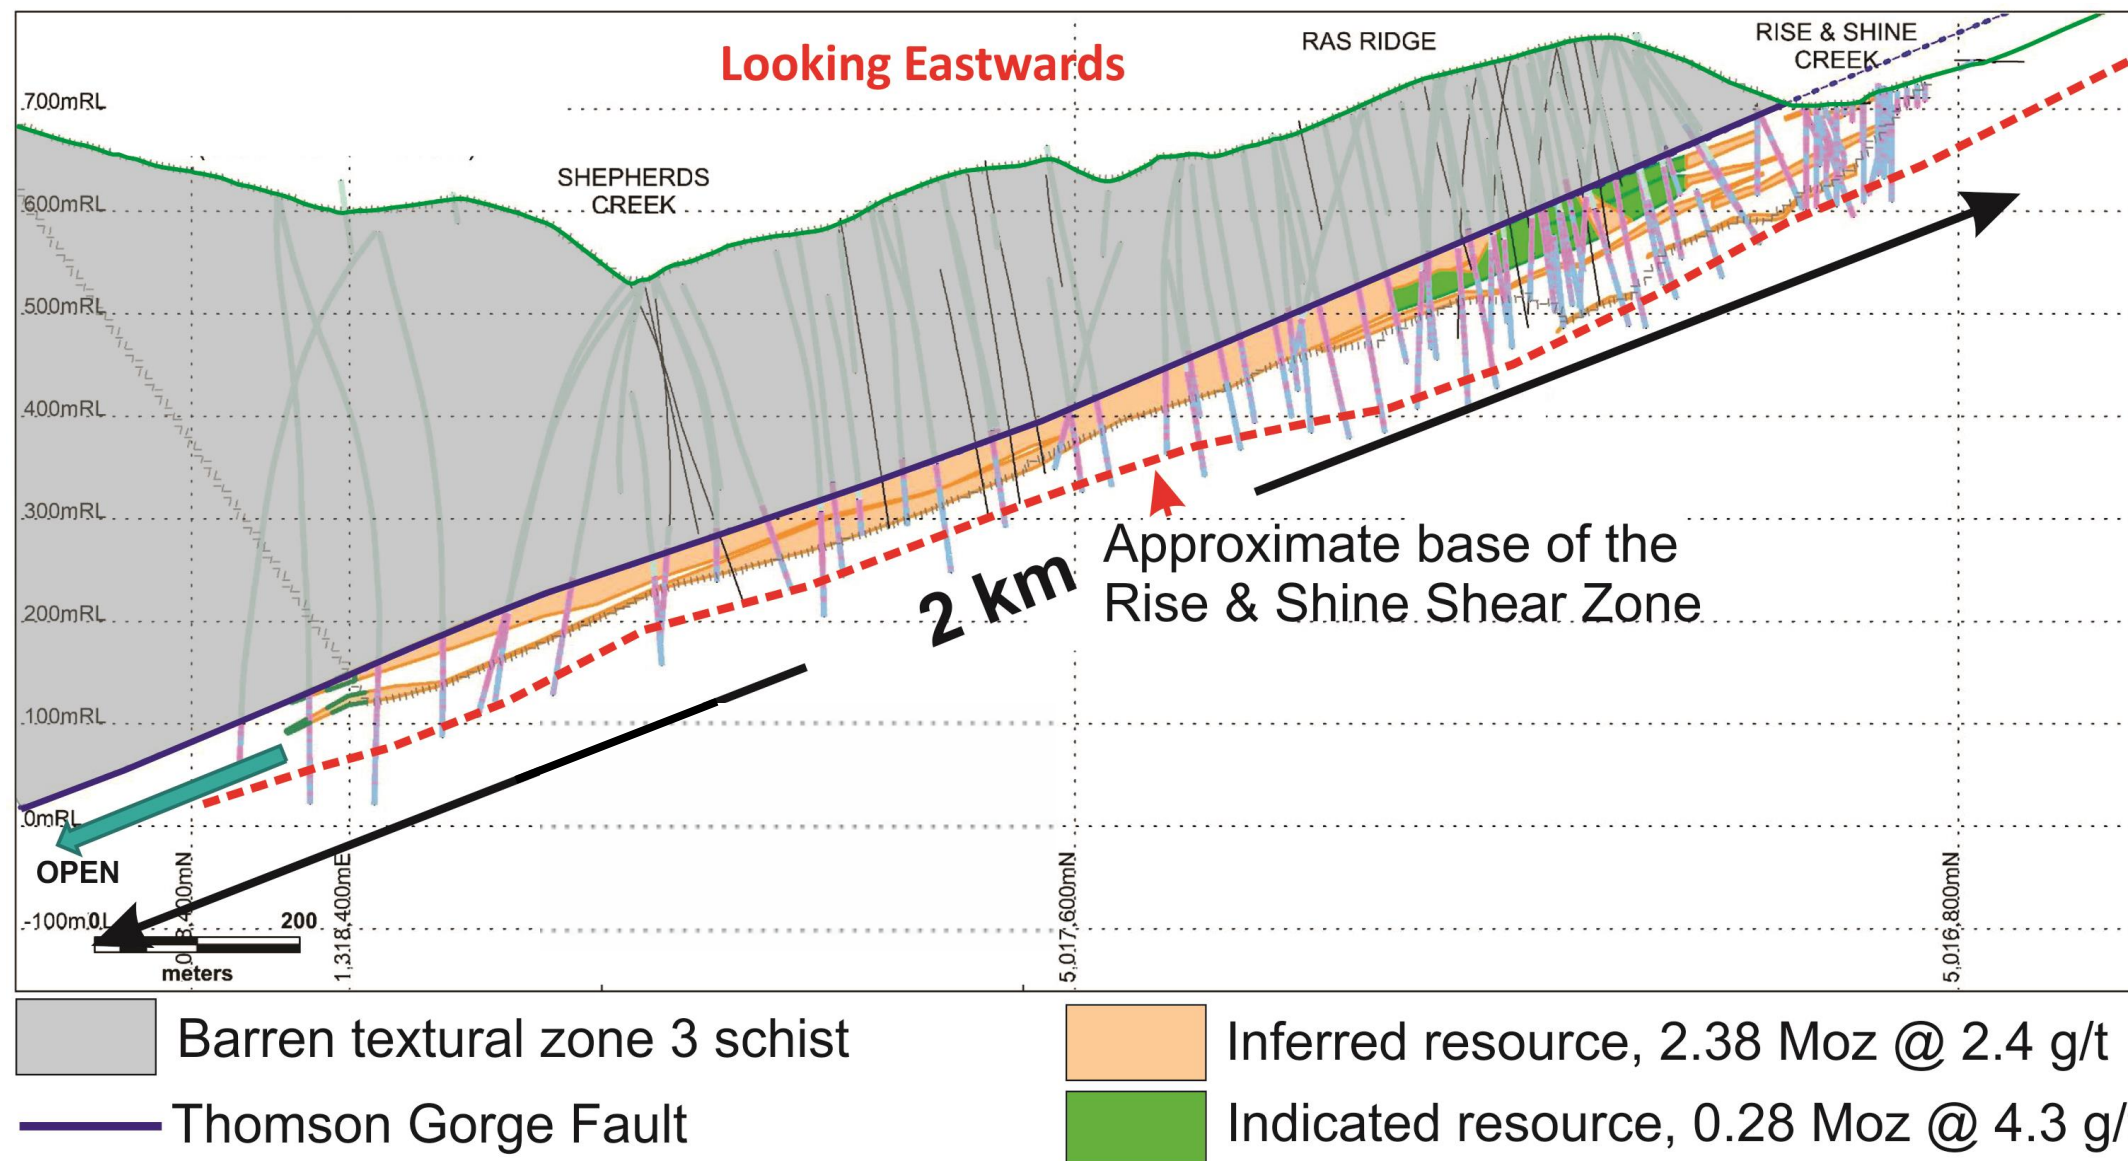 Looking Eastwards
RAS RIDGE
RISE & SHINE
CREEK
700mRL
SHEPHERDS
CREEK
600mRL
500mRL
400mRL
300mRL
200mRL
100mRL
0mRL
2 km
Approximate base of the
Rise & Shine Shear Zone
OPEN
1,318,400mE
5,017,600mN
5,016,800mN
-100m
0
200
meters
Barren textural zone 3 schist
Thomson Gorge Fault
Inferred resource, 2.38 Moz @ 2.4 g/t
Indicated resource, 0.28 Moz @ 4.3 g/